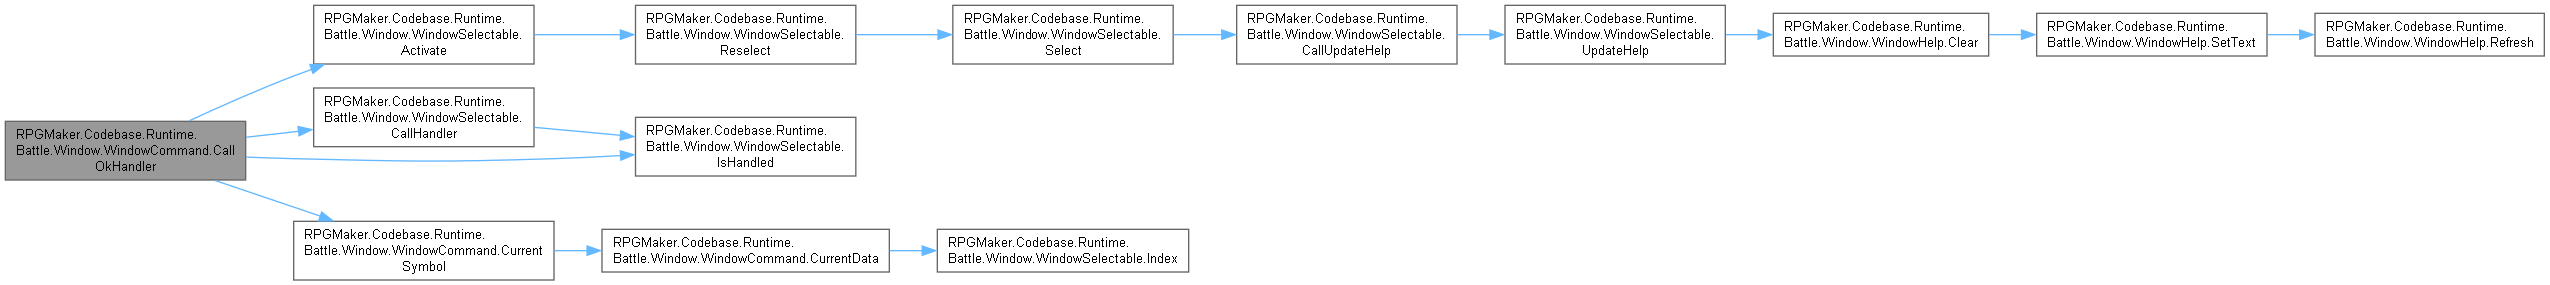 RPGMaker.Codebase.Runtime.
Battle.Window.WindowCommand.Call
OkHandler
RPGMaker.Codebase.Runtime.
Battle.Window.WindowSelectable.
Activate
RPGMaker.Codebase.Runtime.
Battle.Window.WindowSelectable.
Reselect
RPGMaker.Codebase.Runtime.
Battle.Window.WindowSelectable.
Select
RPGMaker.Codebase.Runtime.
Battle.Window.WindowSelectable.
CallUpdateHelp
RPGMaker.Codebase.Runtime.
Battle.Window.WindowSelectable.
UpdateHelp
RPGMaker.Codebase.Runtime.
Battle.Window.WindowHelp.Clear
RPGMaker.Codebase.Runtime.
Battle.Window.WindowHelp.SetText
RPGMaker.Codebase.Runtime.
Battle.Window.WindowHelp.Refresh
RPGMaker.Codebase.Runtime.
Battle.Window.WindowSelectable.
CallHandler
RPGMaker.Codebase.Runtime.
Battle.Window.WindowSelectable.
IsHandled
RPGMaker.Codebase.Runtime.
Battle.Window.WindowCommand.Current
Symbol
RPGMaker.Codebase.Runtime.
Battle.Window.WindowCommand.CurrentData
RPGMaker.Codebase.Runtime.
Battle.Window.WindowSelectable.Index